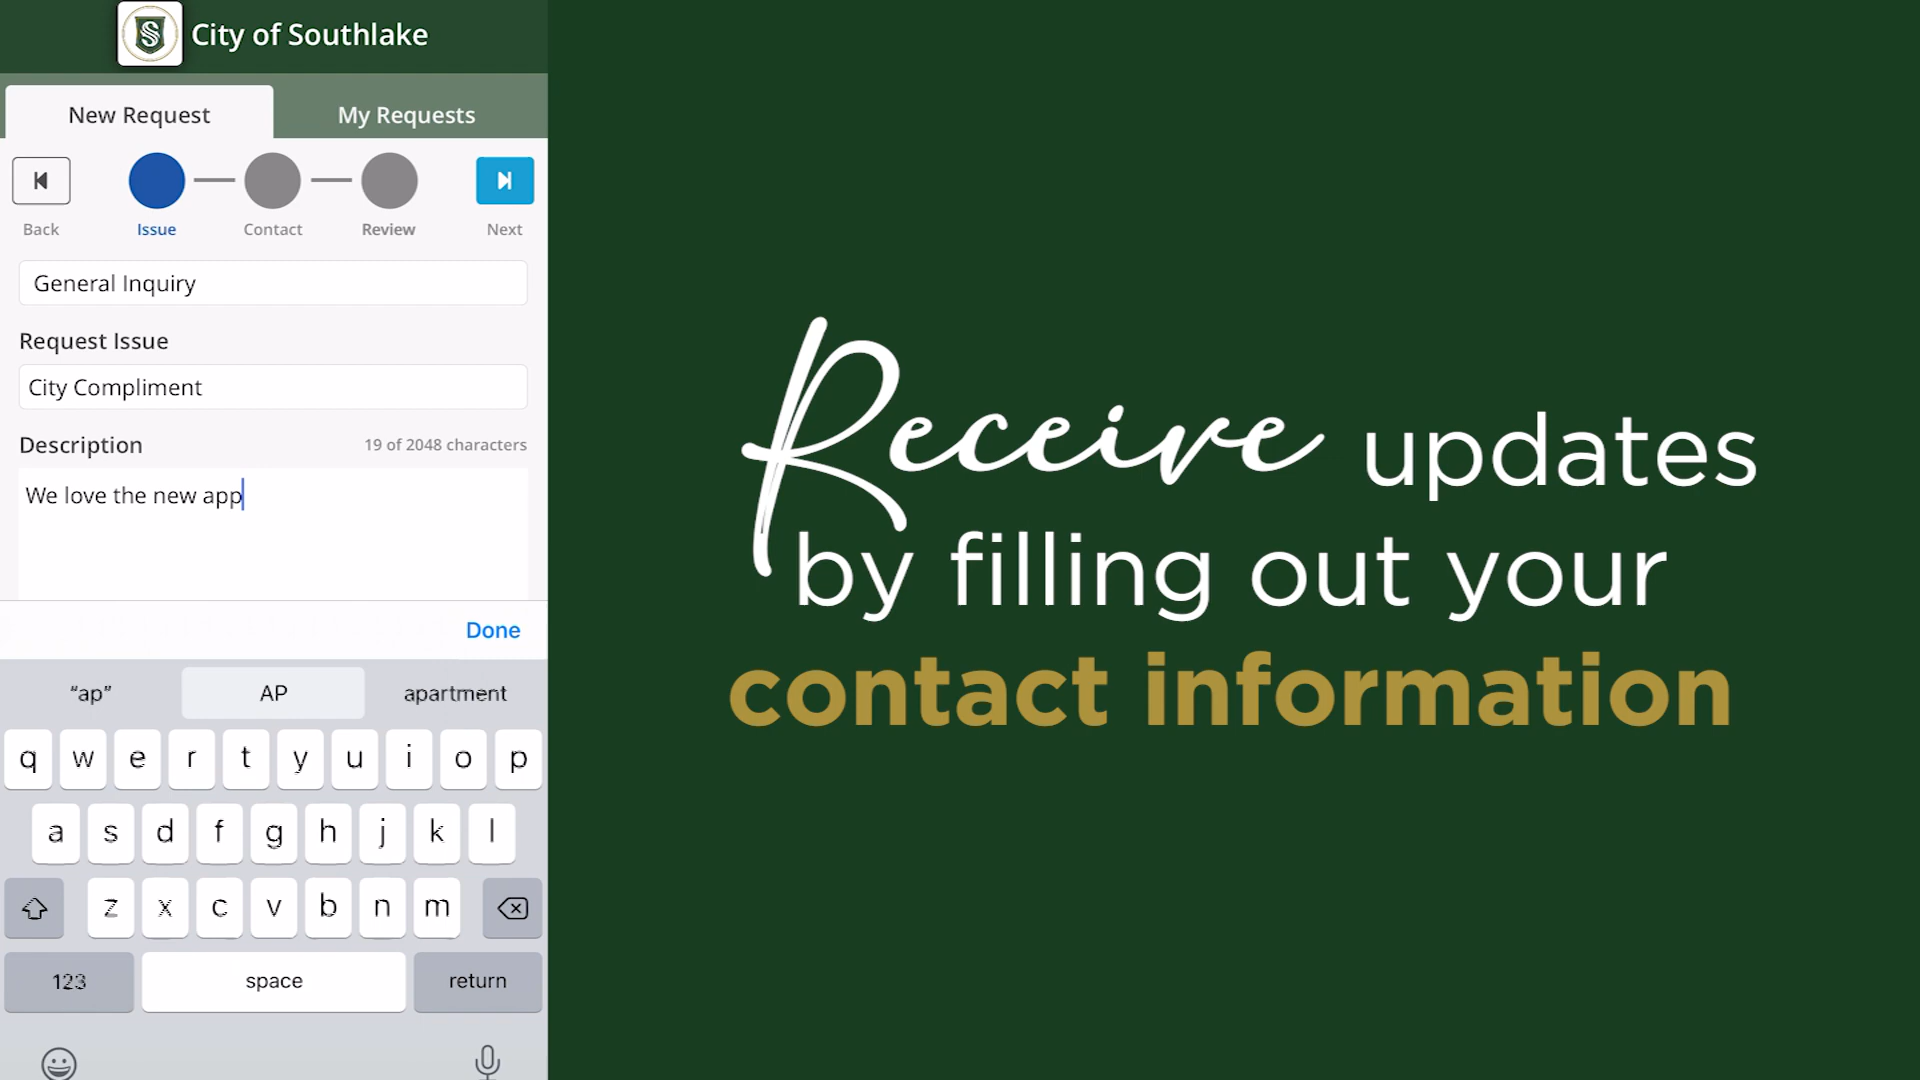 City of Southlake
New Request
My Requests
Back
Issue
Contact
Review
Next
General Inquiry
Request Issue
City Compliment
Description
19 of 2048 characters
We love the new app
Done
“ap”
AP
apartment
q w e r t y u i o p
a s d f g h j k l
z x c v b n m
123
space
return
Receive updates
by filling out your
contact information